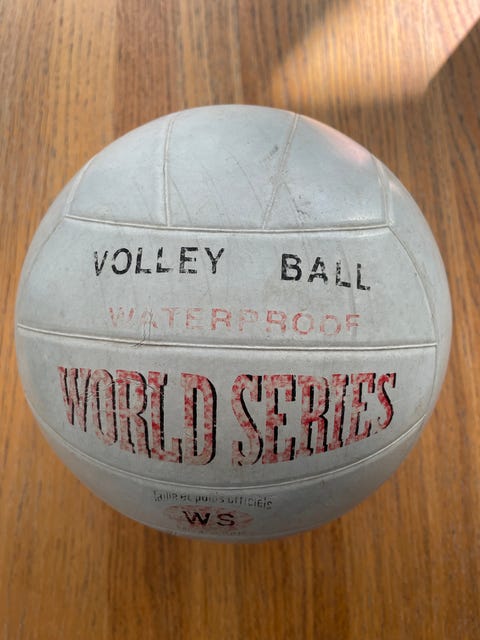 VOLLEY BALL
WATERPROOF
WORLD SERIES
Taille et poids officiels
WS